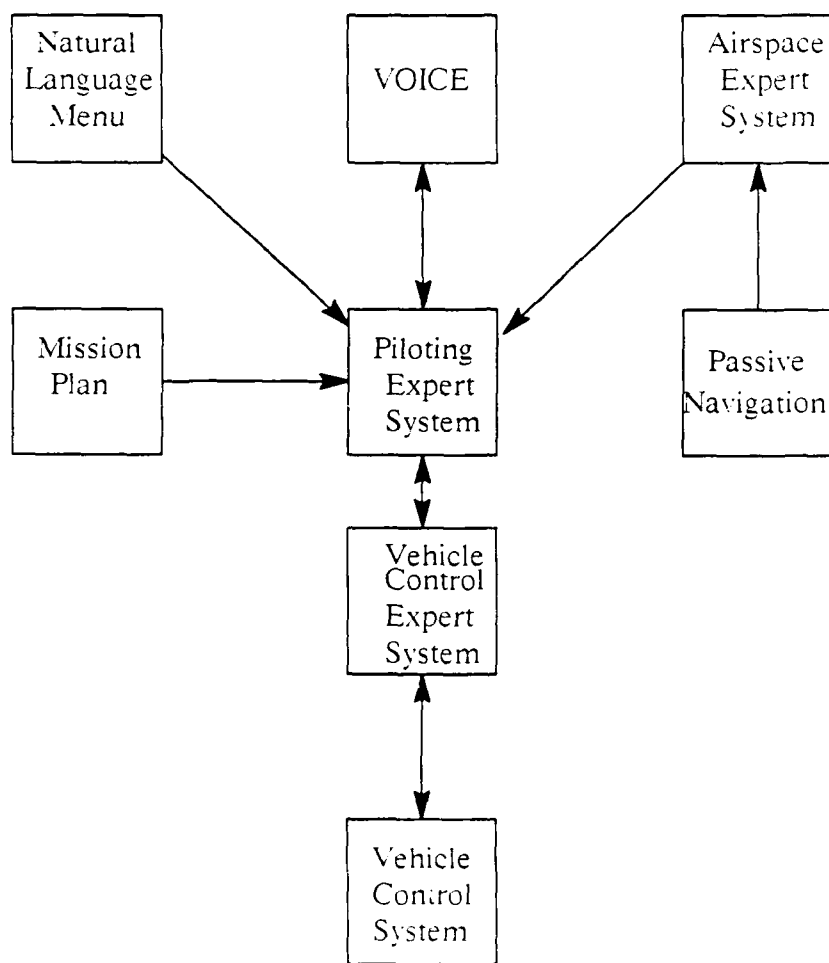 Natural
Language
Menu
VOICE
Airspace
Expert
System
Mission
Plan
Piloting
Expert
System
Passive
Navigation
Vehicle
Control
Expert
System
Vehicle
Control
System